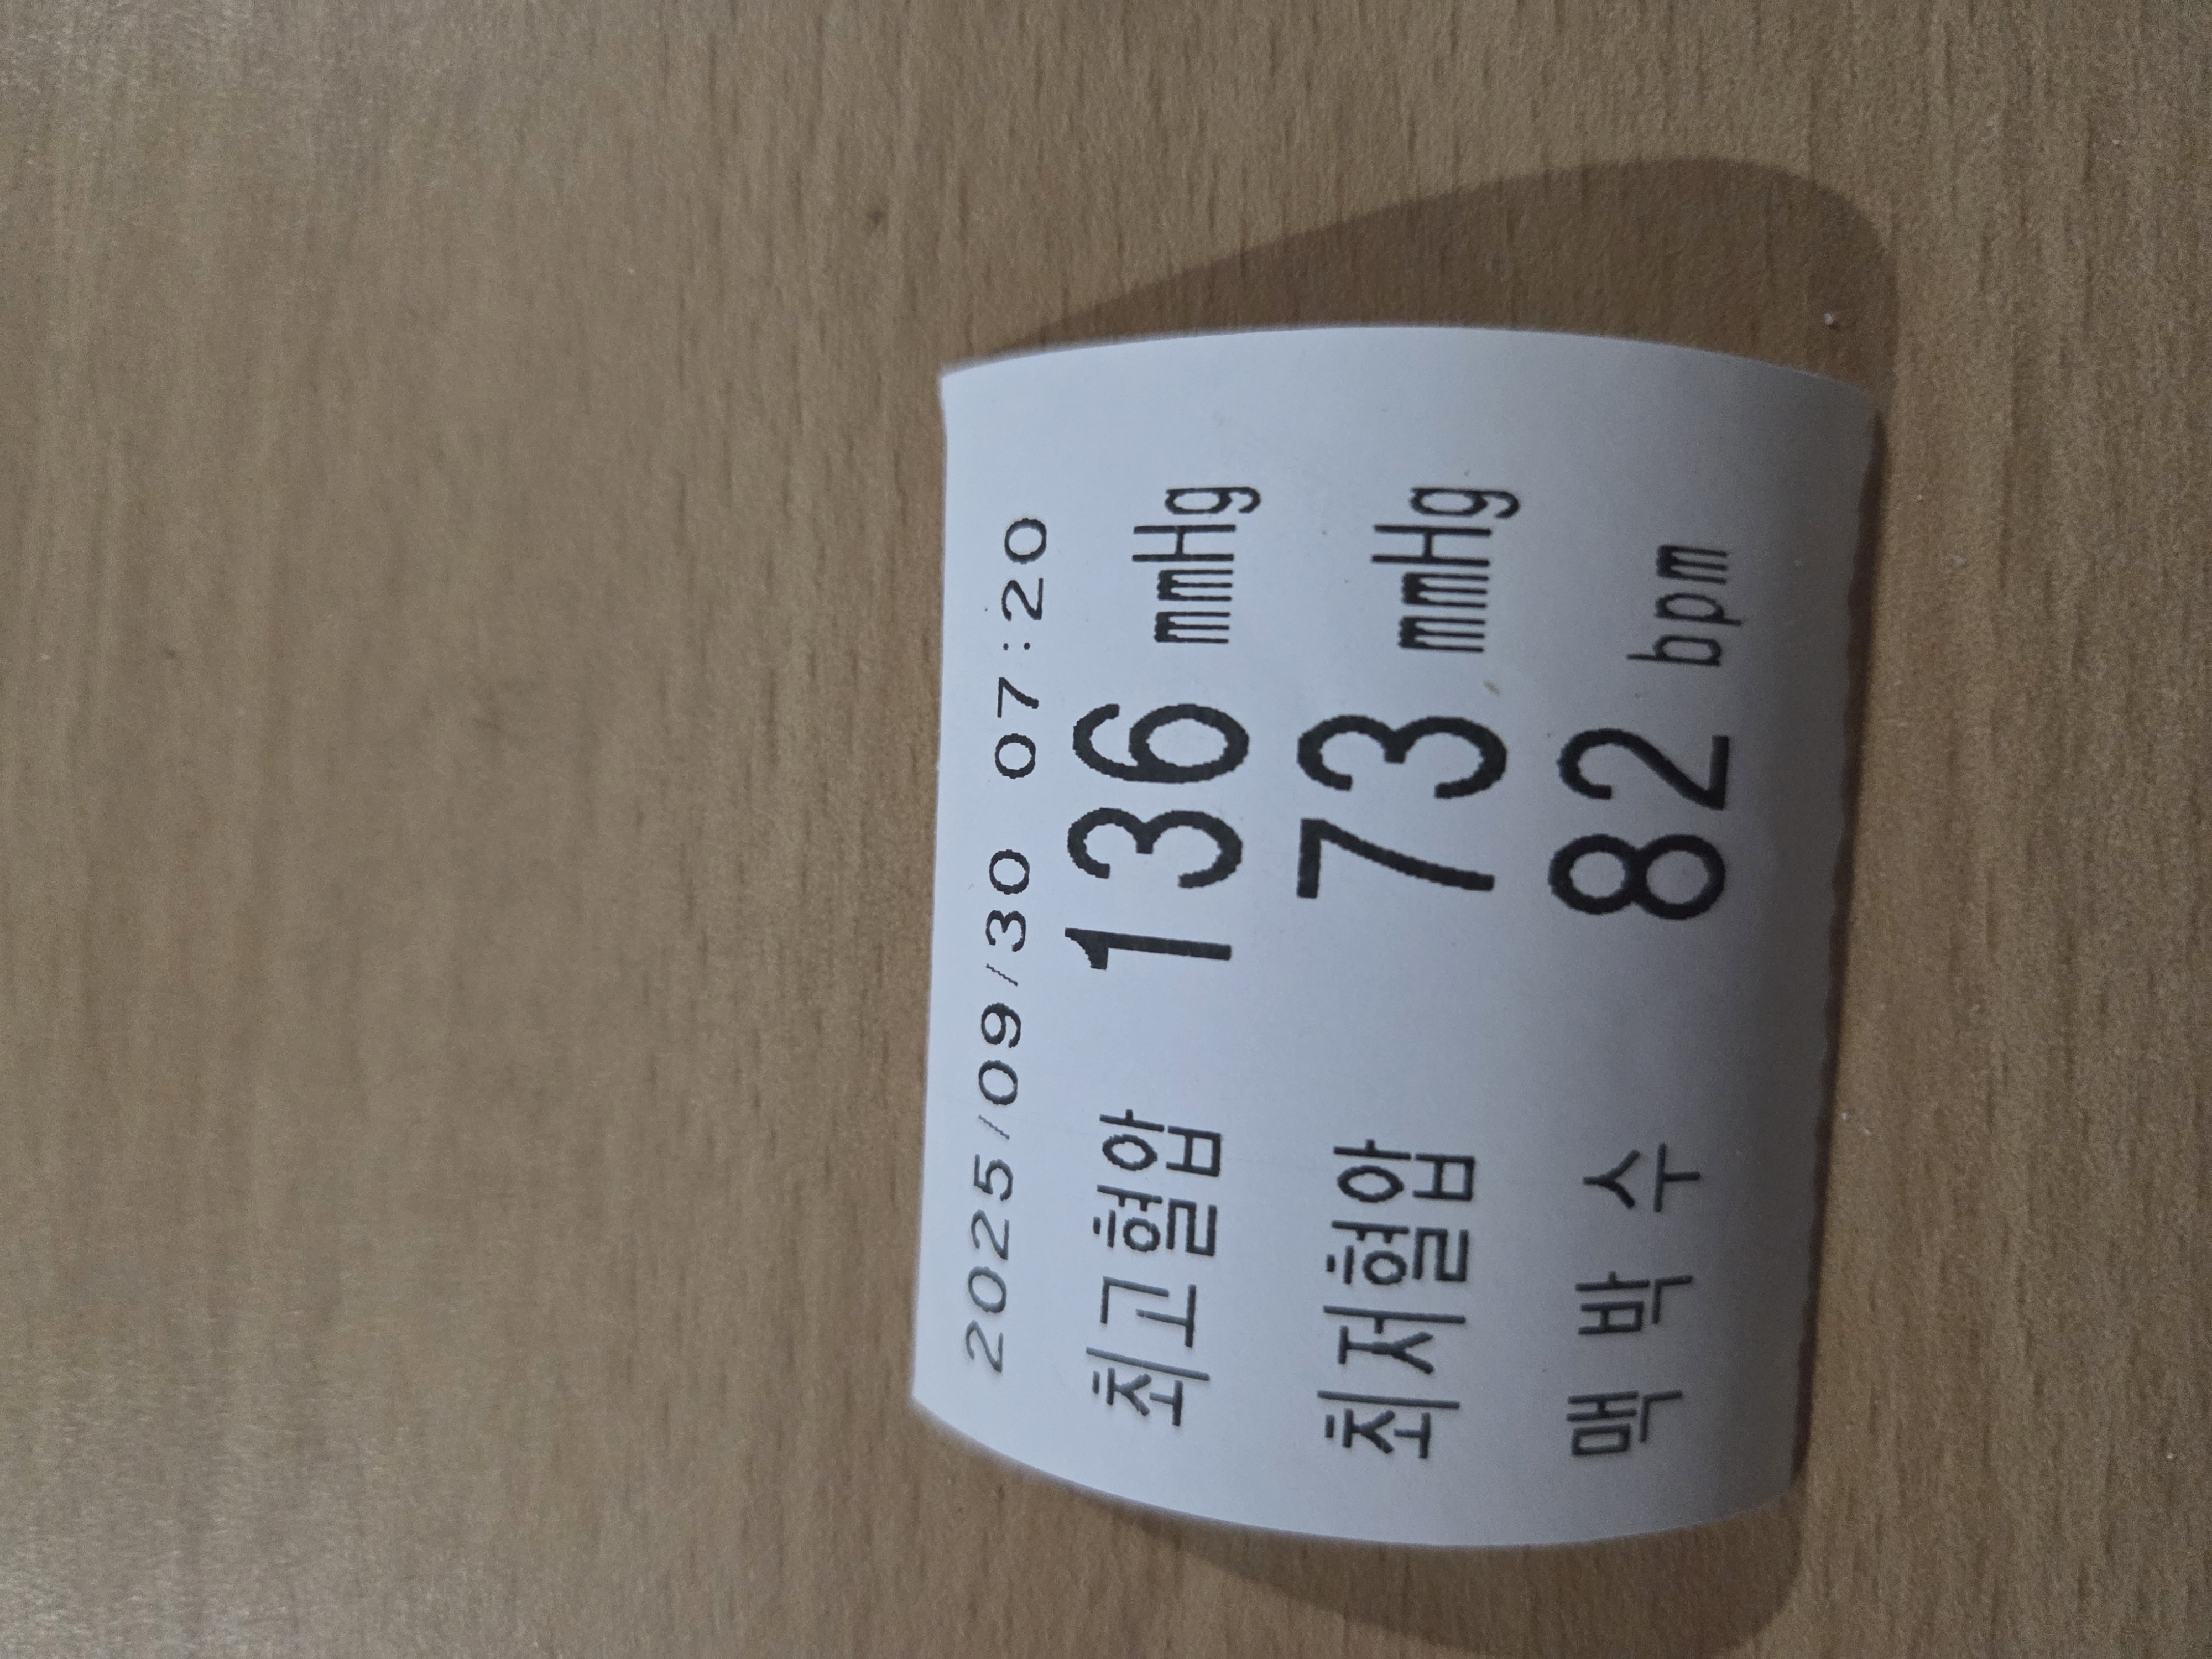 2025/09/30 07:20
최고혈압 136 mmHg
최저혈압 73 mmHg
맥 박 수 82 bpm